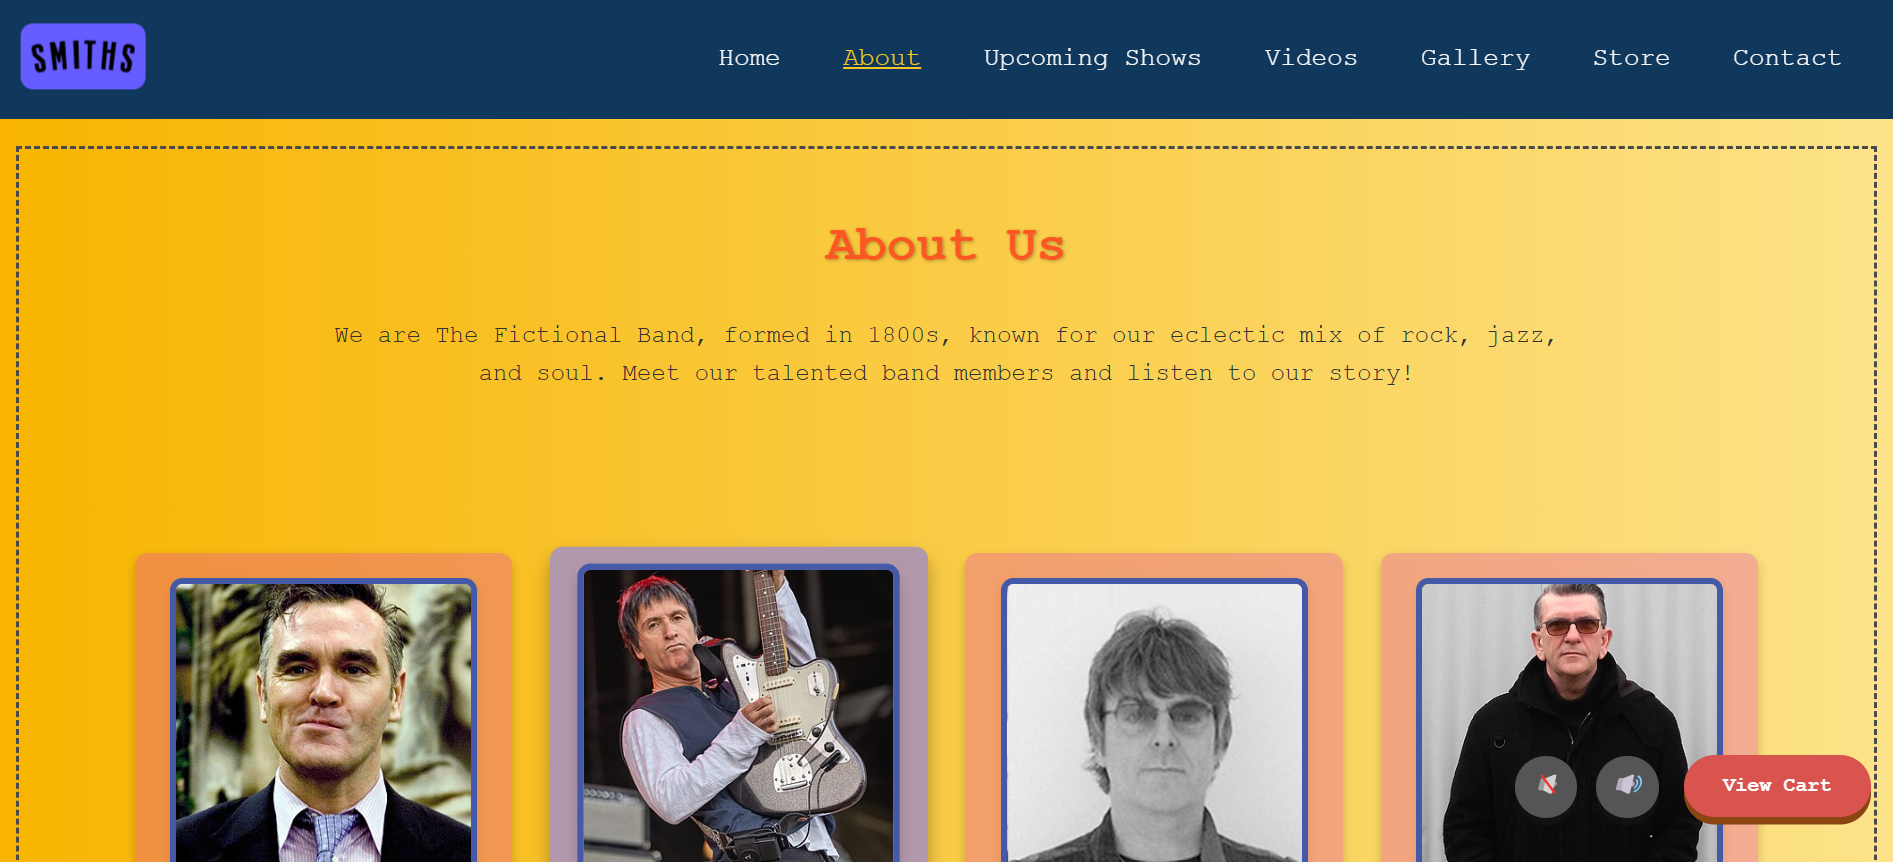 SMITHS
Home About Upcoming Shows Videos Gallery Store Contact
About Us
We are The Fictional Band, formed in 1800s, known for our eclectic mix of rock, jazz,
and soul. Meet our talented band members and listen to our story!
View Cart